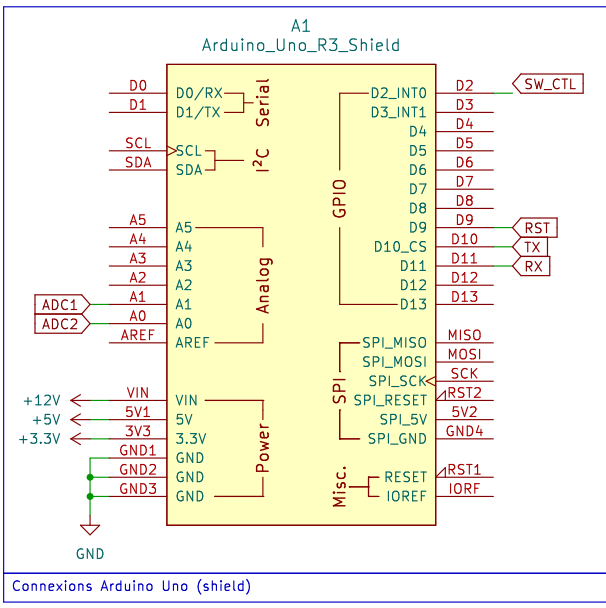 A1
Arduino_Uno_R3_Shield
D0 D0/RX Serial D2_INT0 D2 SW_CTL
D1 D1/TX D3_INT1 D3
D4 D4
SCL SCL I²C D5 D5
SDA SDA D6 D6
D7 D7
GPIO
D8 D8
A5 A5 D9 D9 RST
A4 A4 D10_CS D10 TX
A3 A3 D11 D11 RX
A2 A2 Analog D12 D12
ADC1 A1 A1 D13 D13
ADC2 A0 A0
AREF AREF SPI_MISO MISO
SPI_MOSI MOSI
SPI SPI_SCK SCK
+12V VIN VIN SPI_RESET RST2
+5V 5V1 5V SPI_5V 5V2
+3.3V 3V3 3.3V Power SPI_GND GND4
GND1 GND
GND2 GND Misc. RESET RST1
GND3 GND IOREF IORF
GND
Connexions Arduino Uno (shield)